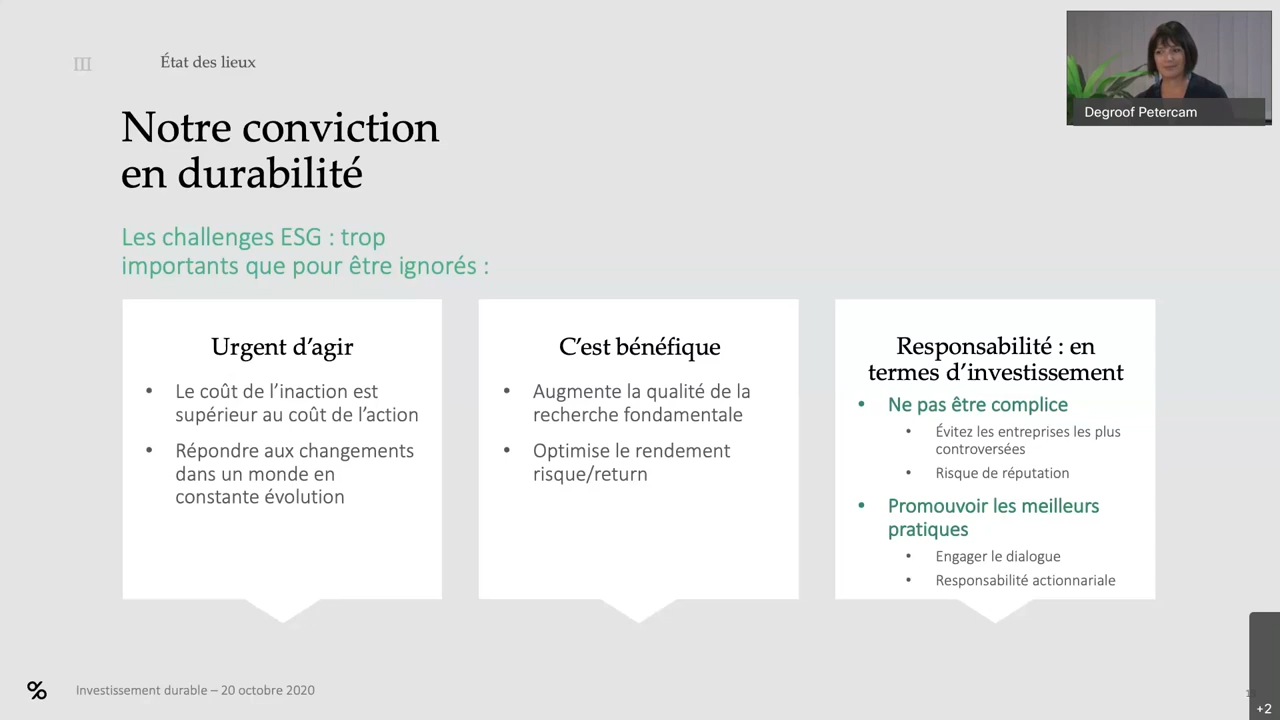 III
État des lieux
Degroof Petercam
Notre conviction
en durabilité
Les challenges ESG : trop
importants que pour être ignorés :
Urgent d’agir
• Le coût de l’inaction est
supérieur au coût de l’action
• Répondre aux changements
dans un monde en
constante évolution
C’est bénéfique
• Augmente la qualité de la
recherche fondamentale
• Optimise le rendement
risque/return
Responsabilité : en
termes d’investissement
• Ne pas être complice
• Évitez les entreprises les plus
controversées
• Risque de réputation
• Promouvoir les meilleurs
pratiques
• Engager le dialogue
• Responsabilité actionnariale
Investissement durable – 20 octobre 2020
+2